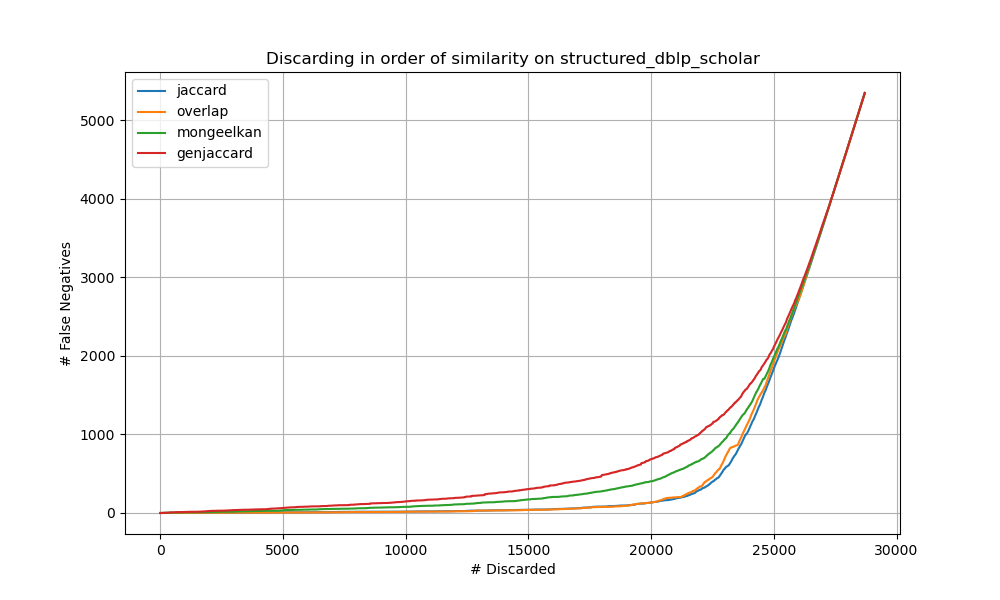 Discarding in order of similarity on structured_dblp_scholar
jaccard
overlap
mongeelkan
genjaccard
# False Negatives
5000
4000
3000
2000
1000
0
0 5000 10000 15000 20000 25000 30000
# Discarded